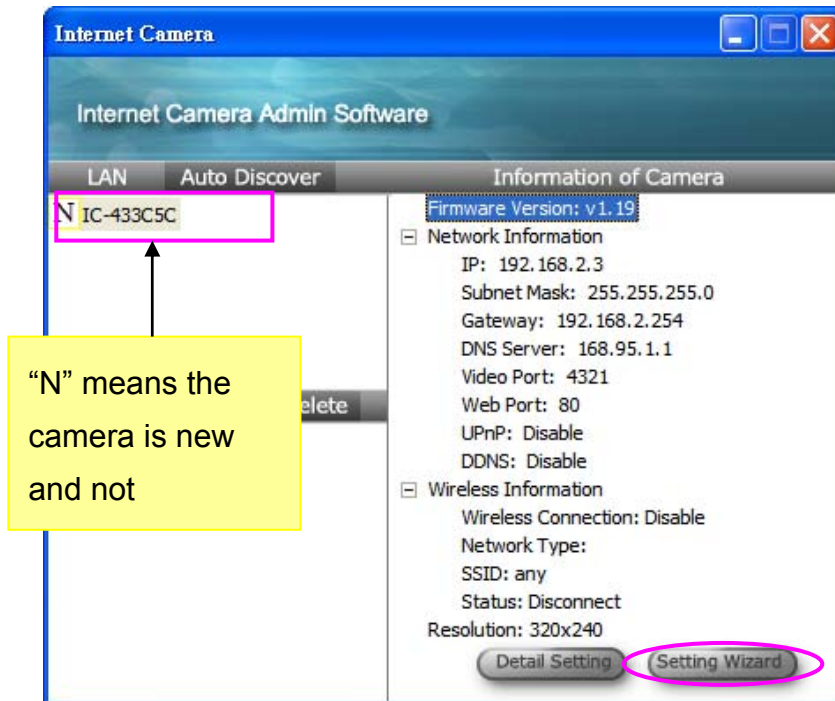 Internet Camera
Internet Camera Admin Software
LAN Auto Discover
N IC-433C5C
“N” means the
camera is new
and not
Information of Camera
Firmware Version: v1.19
Network Information
IP: 192.168.2.3
Subnet Mask: 255.255.255.0
Gateway: 192.168.2.254
DNS Server: 168.95.1.1
Video Port: 4321
Web Port: 80
UPnP: Disable
DDNS: Disable
Wireless Information
Wireless Connection: Disable
Network Type:
SSID: any
Status: Disconnect
Resolution: 320x240
Detail Setting Setting Wizard